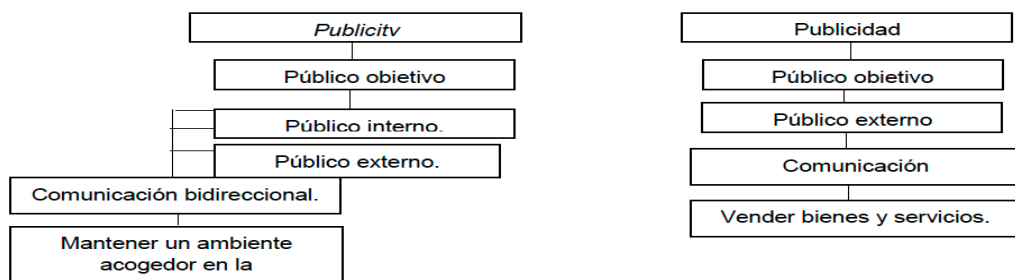 Publicitv
Público obietivo
Público interno.
Público externo.
Comunicación bidireccional.
Mantener un ambiente
acogedor en la
Publicidad
Público obietivo
Público externo
Comunicación
Vender bienes y servicios.